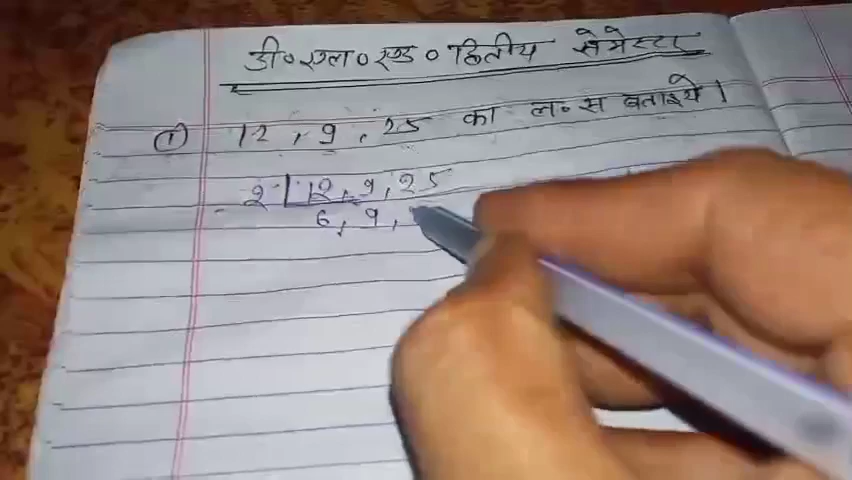 डी०एल०एड० द्वितीय सेमेस्टर
① 12, 9, 25 का ल०स बताइये।
2 | 12, 9, 25
6, 9,